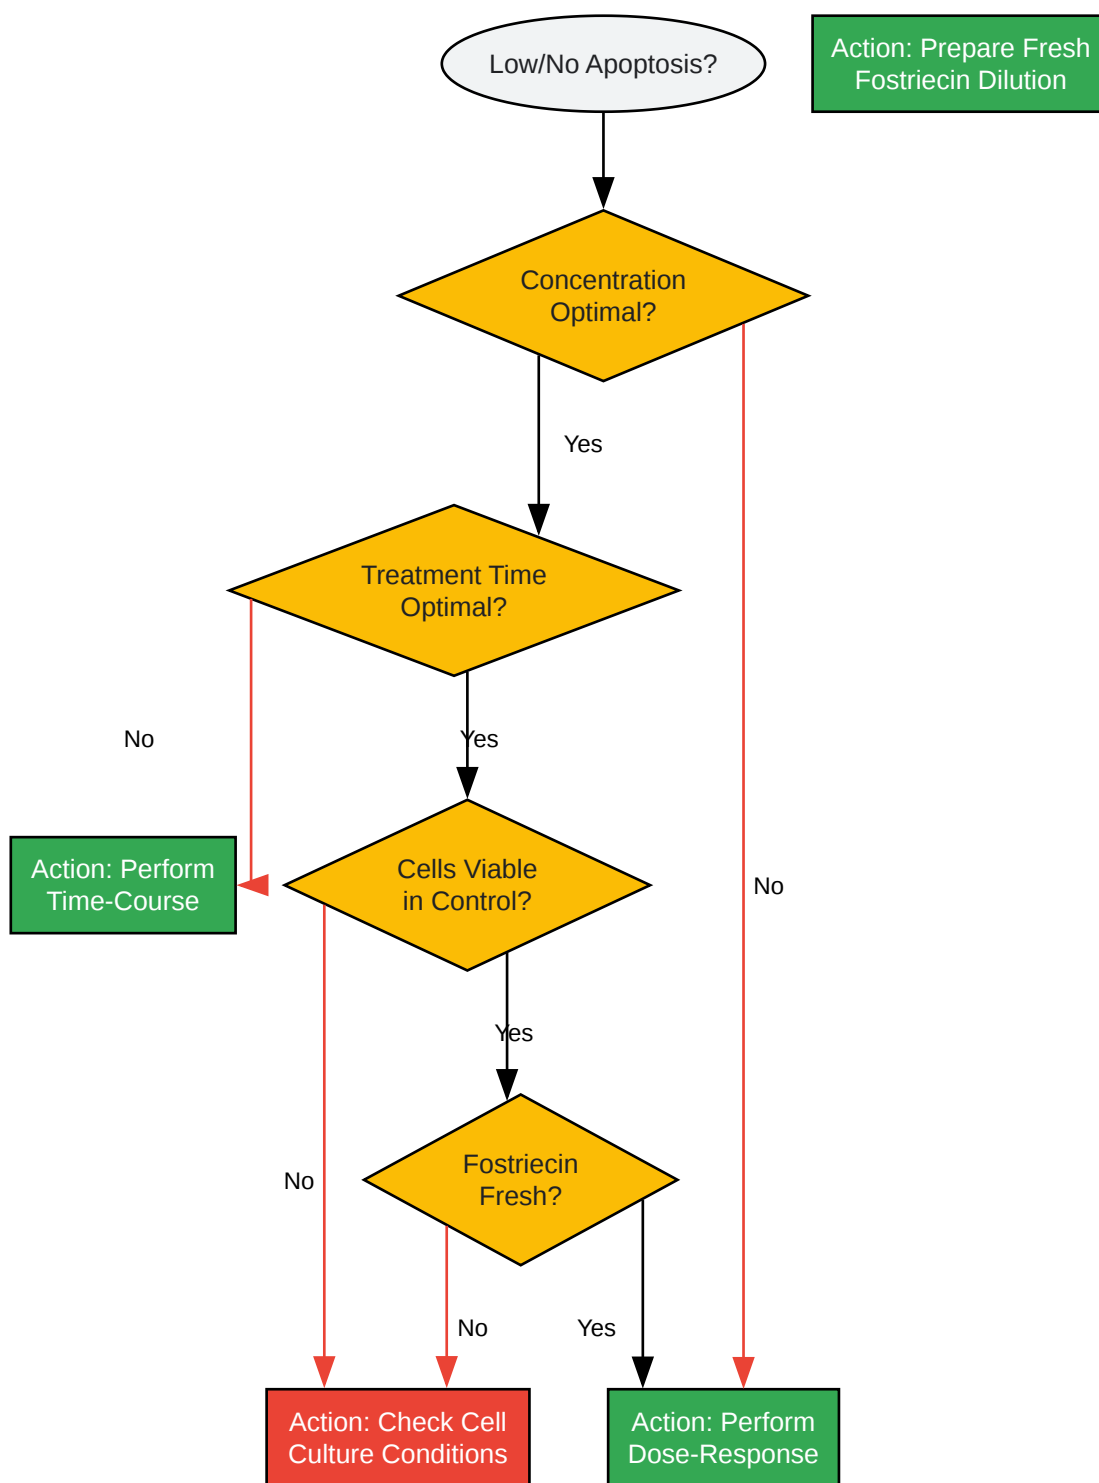 Low/No Apoptosis?
Action: Prepare Fresh
Fostriecin Dilution
Concentration
Optimal?
Yes
Treatment Time
Optimal?
No
Yes
Action: Perform
Time-Course
Cells Viable
in Control?
No
Yes
Fostriecin
Fresh?
No
No
Yes
Action: Check Cell
Culture Conditions
Action: Perform
Dose-Response